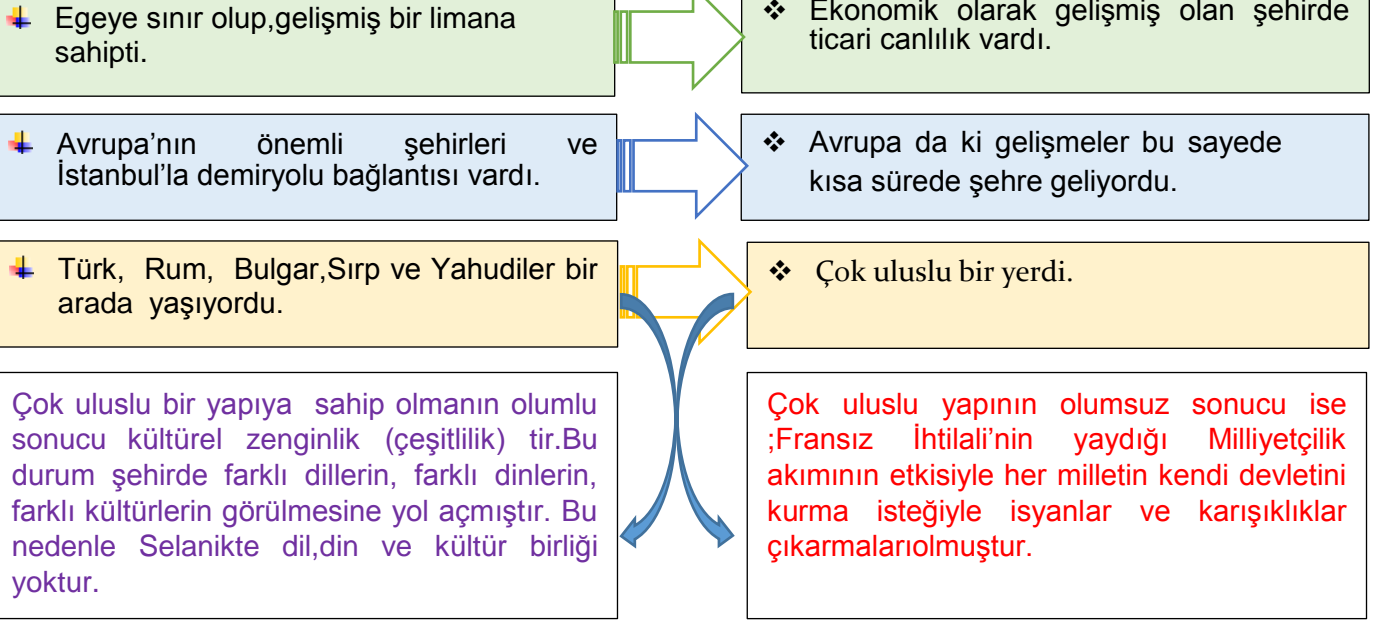 Egeye sınır olup,gelişmiş bir limana
sahipti.
Ekonomik olarak gelişmiş olan şehirde
ticari canlılık vardı.
Avrupa’nın önemli şehirleri ve
İstanbul’la demiryolu bağlantısı vardı.
Avrupa da ki gelişmeler bu sayede
kısa sürede şehre geliyordu.
Türk, Rum, Bulgar,Sırp ve Yahudiler bir
arada yaşıyordu.
Çok uluslu bir yerdi.
Çok uluslu bir yapıya sahip olmanın olumlu
sonucu kültürel zenginlik (çeşitlilik) tir.Bu
durum şehirde farklı dillerin, farklı dinlerin,
farklı kültürlerin görülmesine yol açmıştır. Bu
nedenle Selanikte dil,din ve kültür birliği
yoktur.
Çok uluslu yapının olumsuz sonucu ise
;Fransız İhtilali’nin yaydığı Milliyetçilik
akımının etkisiyle her milletin kendi devletini
kurma isteğiyle isyanlar ve karışıklıklar
çıkarmalarıolmuştur.